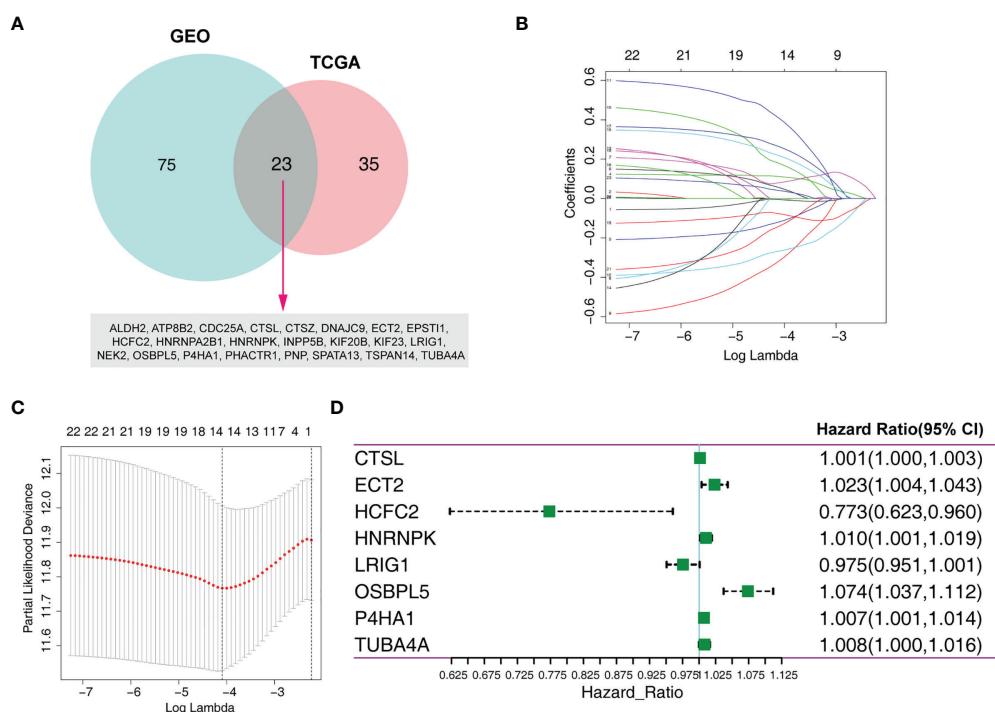 A
GEO
TCGA
75
23
35
ALDH2, ATP8B2, CDC25A, CTSL, CTSZ, DNAJC9, ECT2, EPSTI1,
HCFC2, HNRNPA2B1, HNRNPK, INPP5B, KIF20B, KIF23, LRIG1,
NEK2, OSBPL5, P4HA1, PHACTR1, PNP, SPATA13, TSPAN14, TUBA4A
B
22 21 19 14 9
Coefficients
0.6
0.4
0.2
0.0
−0.2
−0.4
−0.6
−7 −6 −5 −4 −3
Log Lambda
C
22 22 21 21 19 19 19 18 14 14 13 11 7 4 1
Partial Likelihood Deviance
12.1
12.0
11.9
11.8
11.7
11.6
−7 −6 −5 −4 −3
Log Lambda
D
Hazard Ratio(95% CI)
CTSL 1.001(1.000,1.003)
ECT2 1.023(1.004,1.043)
HCFC2 0.773(0.623,0.960)
HNRNPK 1.010(1.001,1.019)
LRIG1 0.975(0.951,1.001)
OSBPL5 1.074(1.037,1.112)
P4HA1 1.007(1.001,1.014)
TUBA4A 1.008(1.000,1.016)
0.625 0.675 0.725 0.775 0.825 0.875 0.925 0.975 1.025 1.075 1.125
Hazard_Ratio